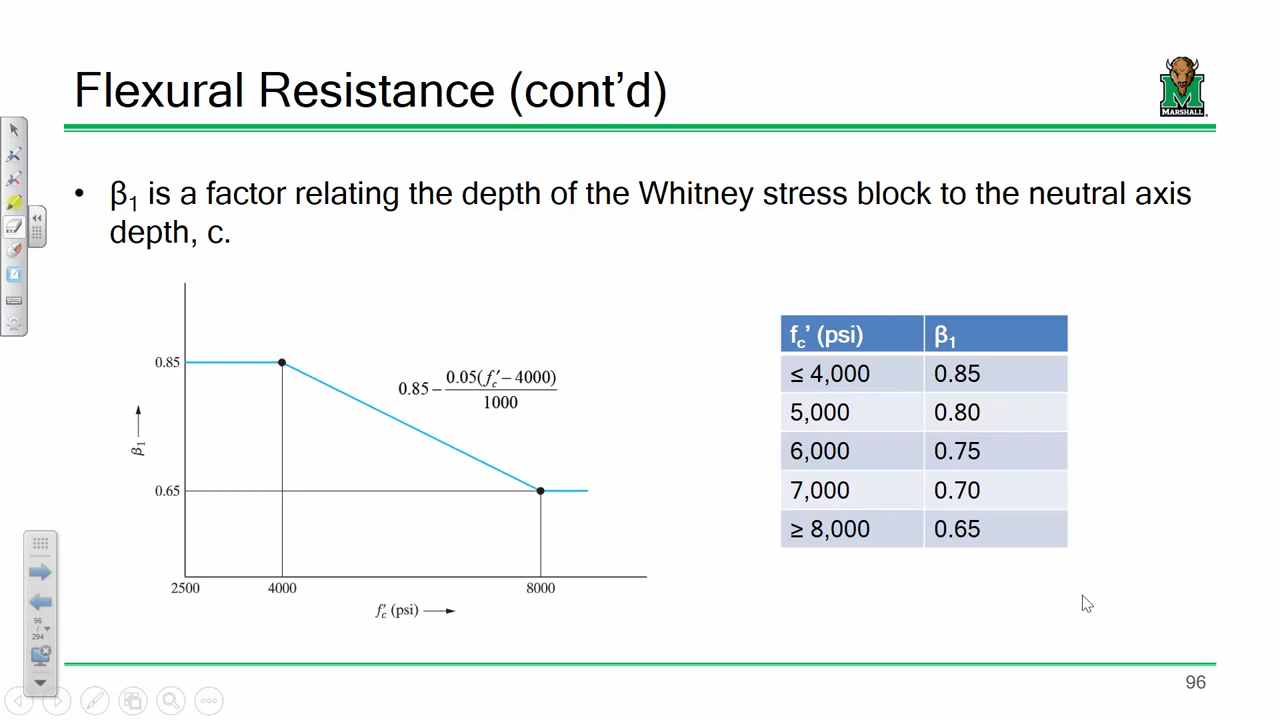 Flexural Resistance (cont’d)
MARSHALL
• β1 is a factor relating the depth of the Whitney stress block to the neutral axis
depth, c.
0.85
0.85 – 0.05(f′c – 4000)
1000
β1
0.65
2500 4000 8000
f′c (psi)
fc’ (psi) β1
≤ 4,000 0.85
5,000 0.80
6,000 0.75
7,000 0.70
≥ 8,000 0.65
96
/
294
96